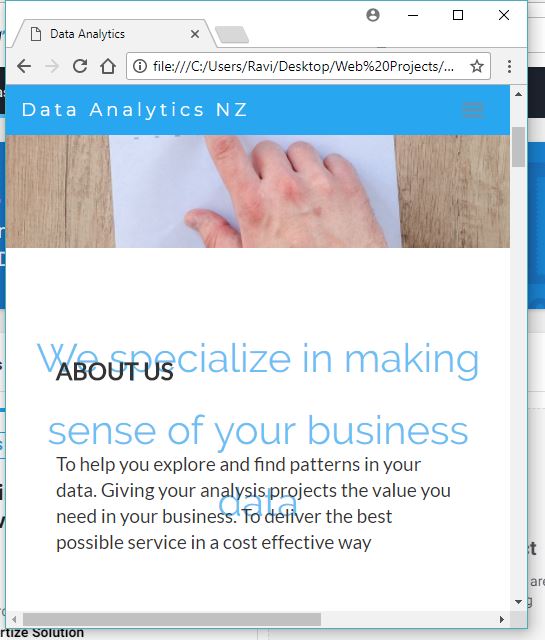 Data Analytics
file:///C:/Users/Ravi/Desktop/Web%20Projects/...
Data Analytics NZ
We specialize in making
ABOUT US
sense of your business
data
To help you explore and find patterns in your
data. Giving your analysis projects the value you
need in your business. To deliver the best
possible service in a cost effective way
are
rtize Solution